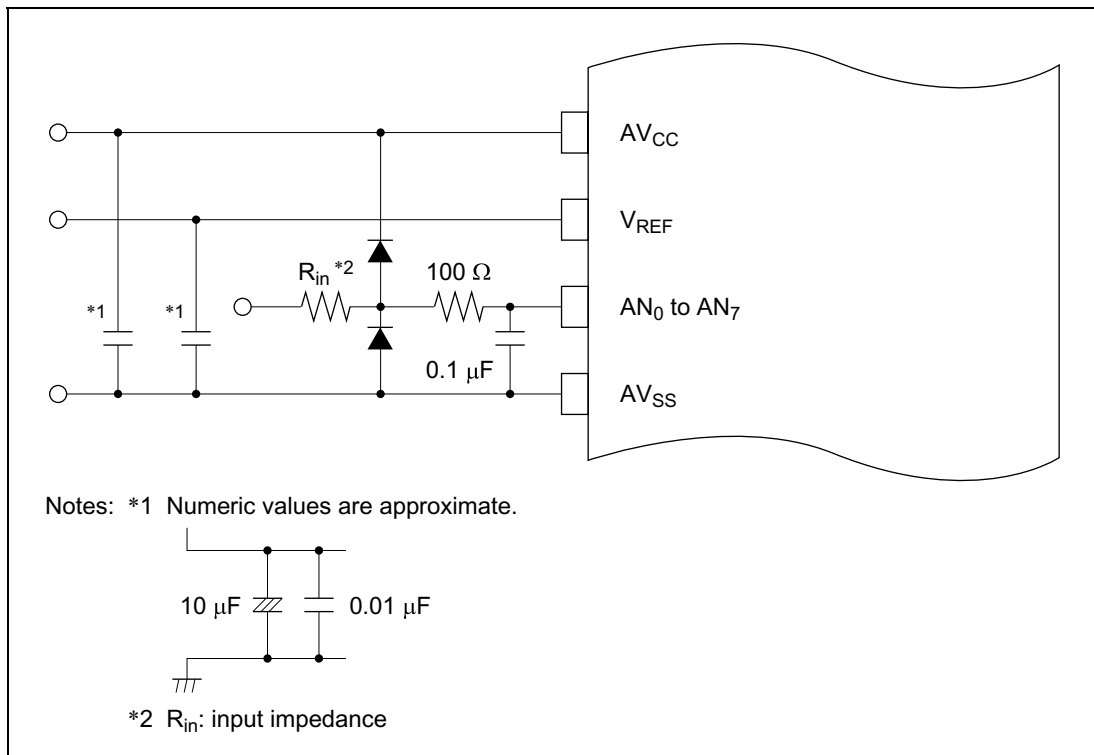 AVCC
VREF
Rin *2
100 Ω
*1
*1
AN0 to AN7
0.1 μF
AVSS
Notes: *1 Numeric values are approximate.
10 μF
0.01 μF
*2 Rin: input impedance